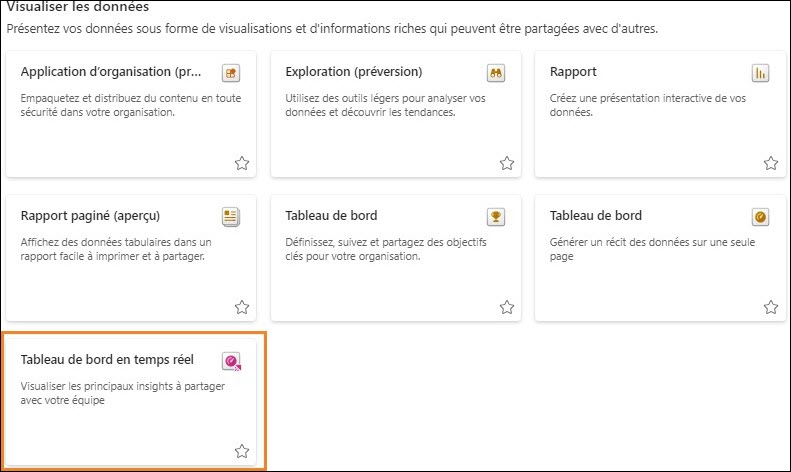 Visualiser les données
Présentez vos données sous forme de visualisations et d'informations riches qui peuvent être partagées avec d'autres.
Application d'organisation (pr...
Empaquetez et distribuez du contenu en toute
sécurité dans votre organisation.
Exploration (préversion)
Utilisez des outils légers pour analyser vos
données et découvrir les tendances.
Rapport
Créez une présentation interactive de vos
données.
Rapport paginé (aperçu)
Affichez des données tabulaires dans un
rapport facile à imprimer et à partager.
Tableau de bord
Définissez, suivez et partagez des objectifs
clés pour votre organisation.
Tableau de bord
Générer un récit des données sur une seule
page
Tableau de bord en temps réel
Visualiser les principaux insights à partager
avec votre équipe